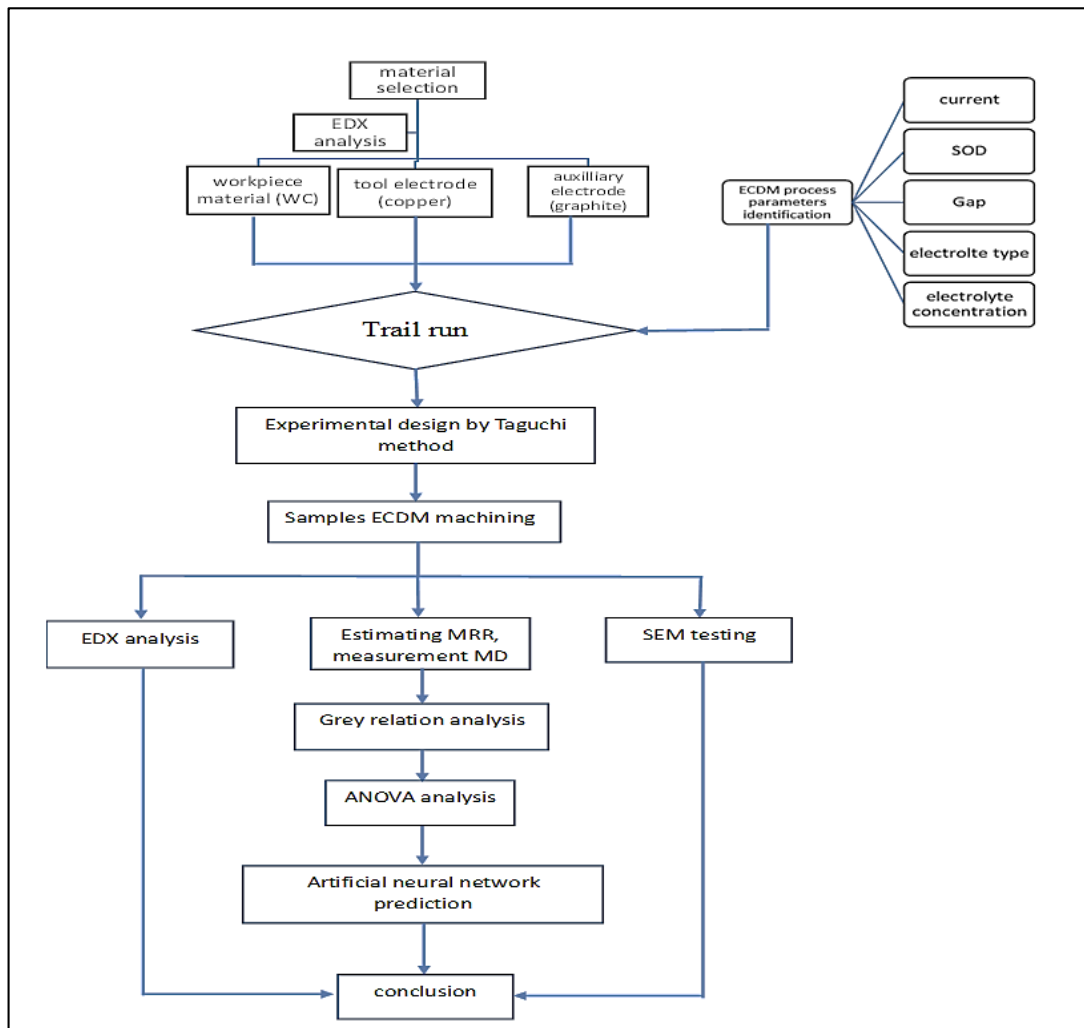 material
selection
EDX
analysis
workpiece
material (WC)
tool electrode
(copper)
auxilliary
electrode
(graphite)
ECDM process
parameters
identification
current
SOD
Gap
electrolte type
electrolyte
concentration
Trail run
Experimental design by Taguchi
method
Samples ECDM machining
EDX analysis
Estimating MRR,
measurement MD
SEM testing
Grey relation analysis
ANOVA analysis
Artificial neural network
prediction
conclusion